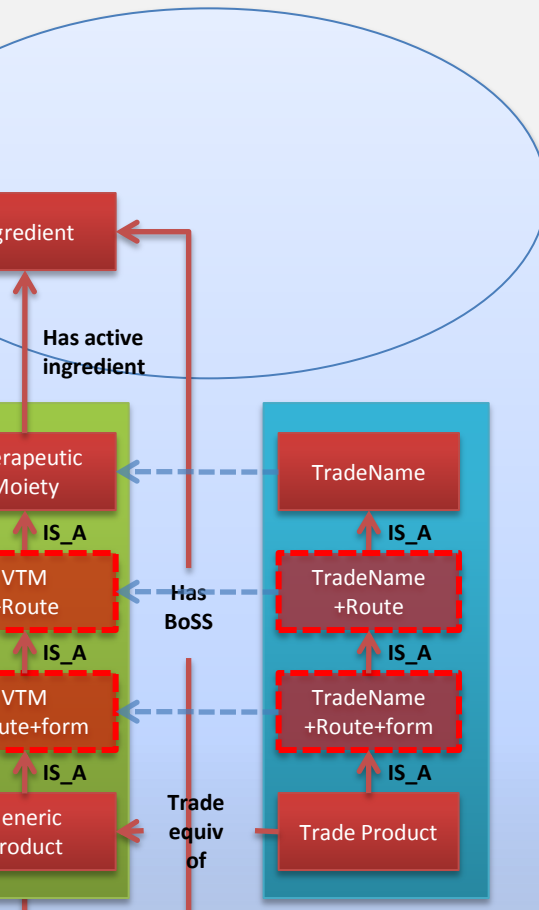 gredient
Has active
ingredient
erapeutic
Moiety
TradeName
IS_A
IS_A
VTM
+Route
TradeName
+Route
Has
BoSS
IS_A
IS_A
VTM
ute+form
TradeName
+Route+form
IS_A
IS_A
eneric
roduct
Trade
equiv
of
Trade Product